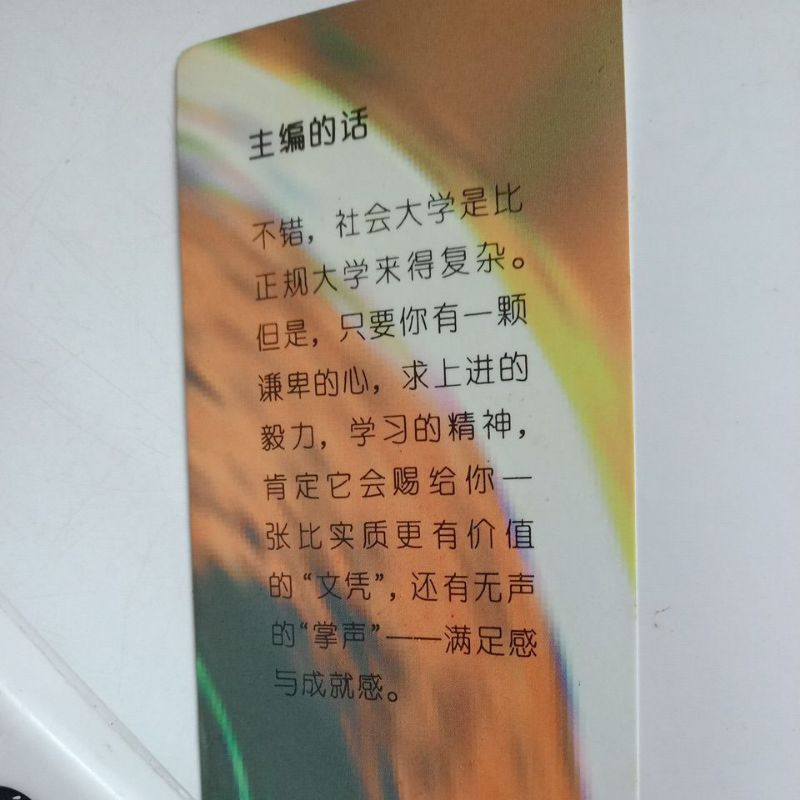 主编的话
不错，社会大学是比
正规大学来得复杂。
但是，只要你有一颗
谦卑的心，求上进的
毅力，学习的精神，
肯定它会赐给你一
张比实质更有价值
的“文凭”，还有无声
的“掌声”——满足感
与成就感。